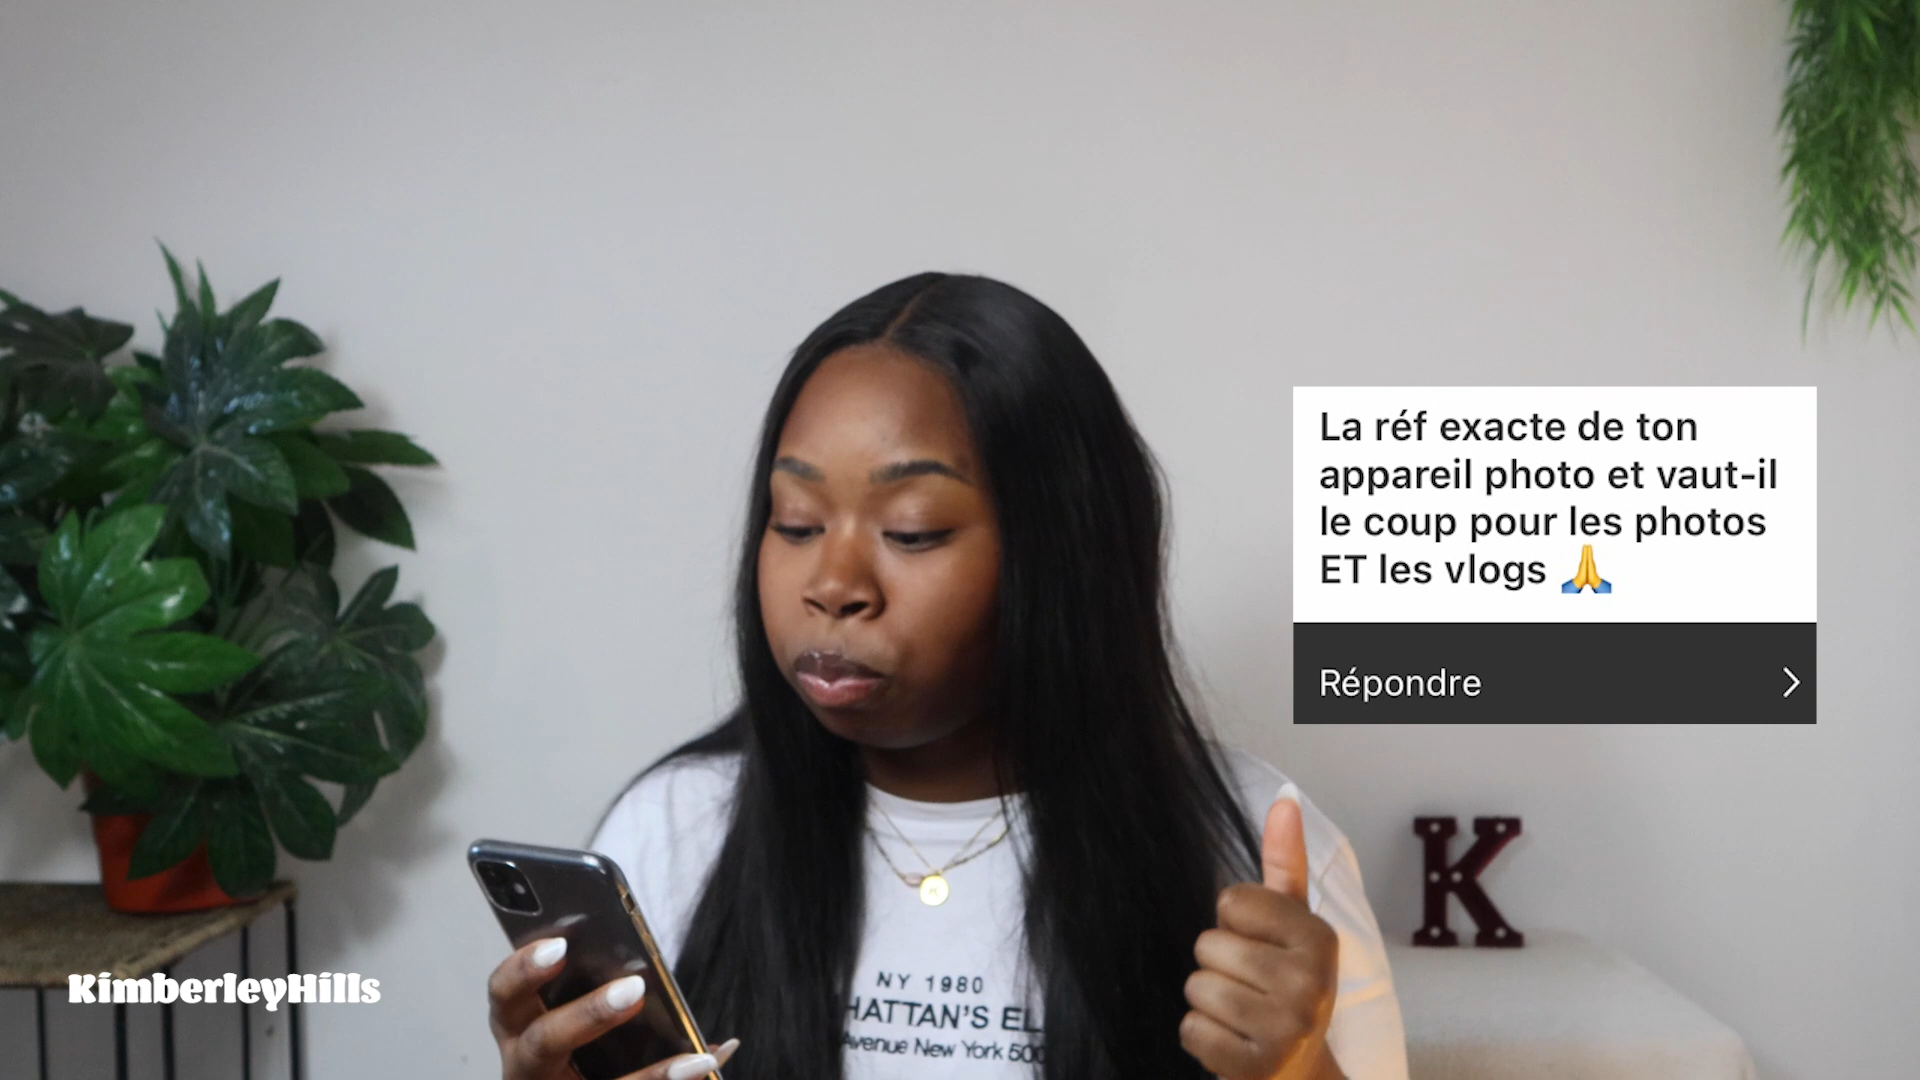 La réf exacte de ton
appareil photo et vaut-il
le coup pour les photos
ET les vlogs 🙏
Répondre
K
NY 1980
HATTAN'S EL
Avenue New York 500
KimberleyHills